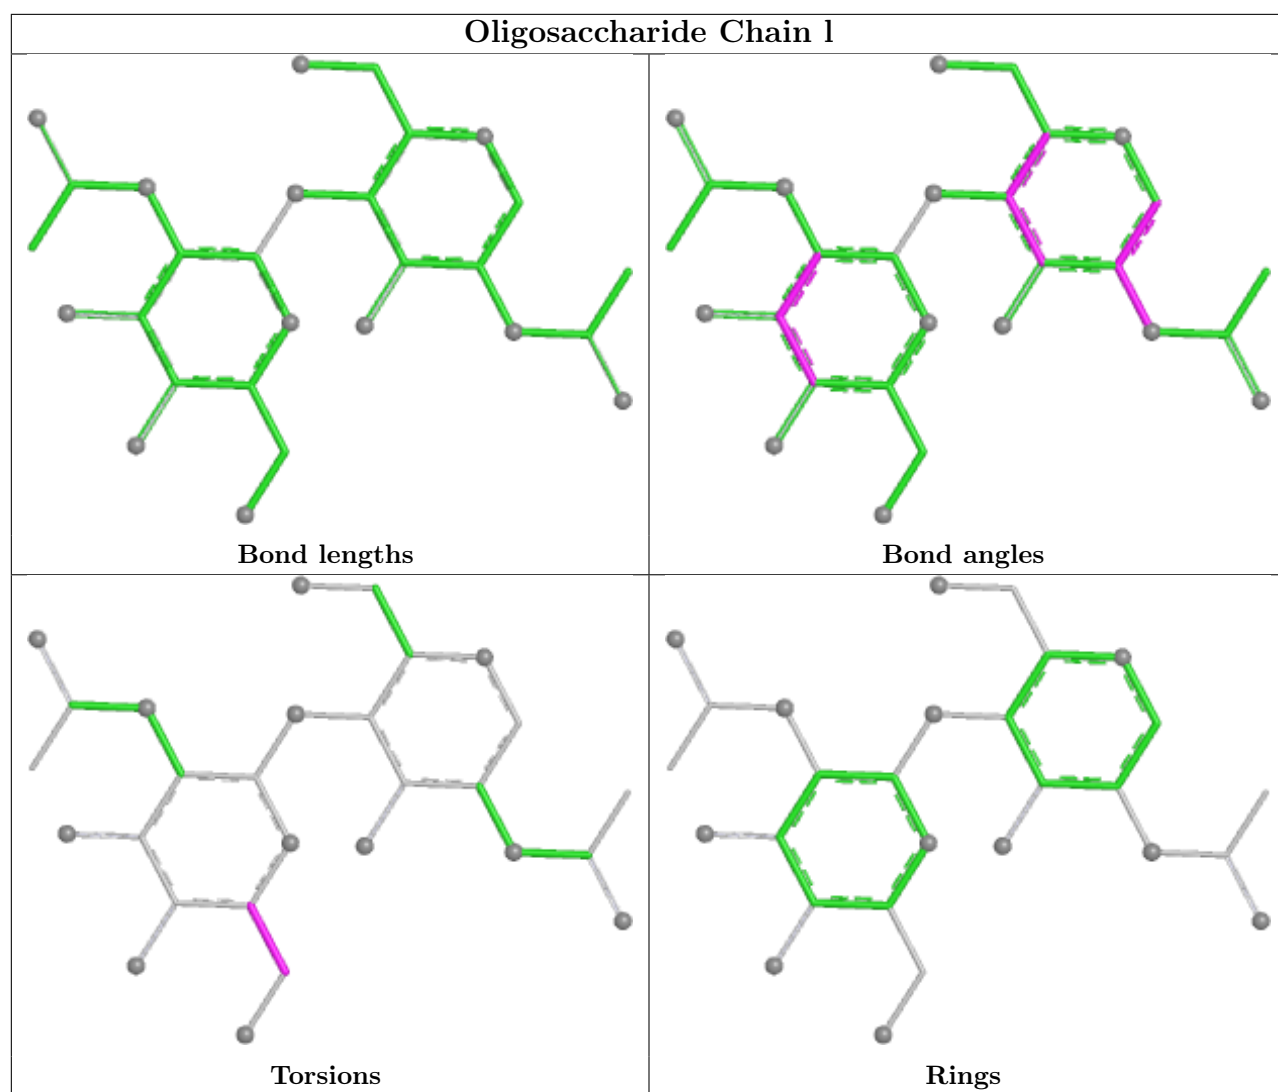 Oligosaccharide Chain l
Bond lengths
Bond angles
Torsions
Rings